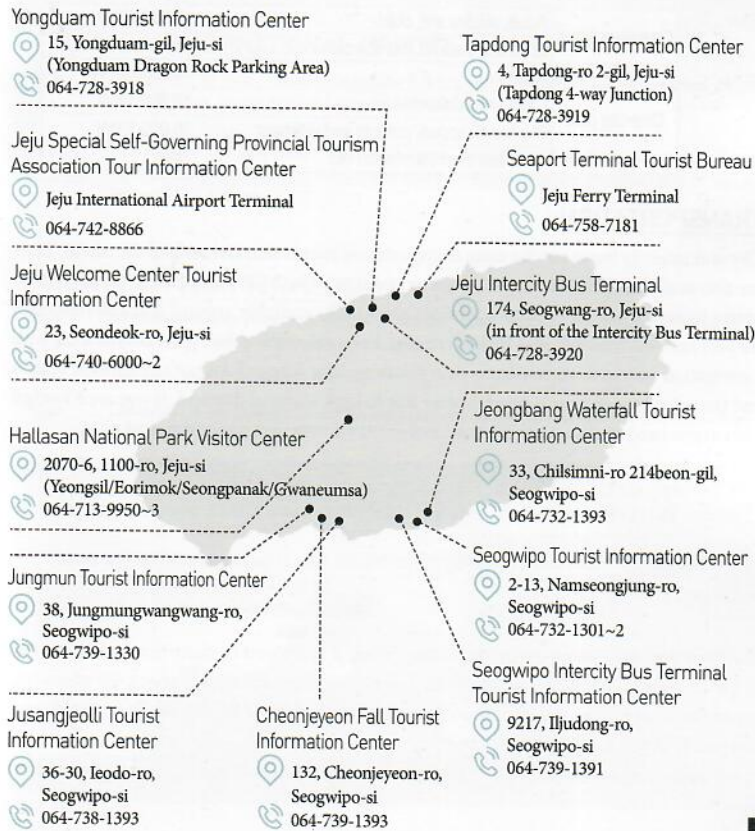 Yongduam Tourist Information Center
15, Yongduam-gil, Jeju-si
(Yongduam Dragon Rock Parking Area)
064-728-3918
Tapdong Tourist Information Center
4, Tapdong-ro 2-gil, Jeju-si
(Tapdong 4-way Junction)
064-728-3919
Jeju Special Self-Governing Provincial Tourism
Association Tour Information Center
Jeju International Airport Terminal
064-742-8866
Seaport Terminal Tourist Bureau
Jeju Ferry Terminal
064-758-7181
Jeju Welcome Center Tourist
Information Center
23, Seondeok-ro, Jeju-si
064-740-6000~2
Jeju Intercity Bus Terminal
174, Seogwang-ro, Jeju-si
(in front of the Intercity Bus Terminal)
064-728-3920
Hallasan National Park Visitor Center
2070-6, 1100-ro, Jeju-si
(Yeongsil/Eorimok/Seongpanak/Gwaneumsa)
064-713-9950~3
Jeongbang Waterfall Tourist
Information Center
33, Chilsimni-ro 214beon-gil,
Seogwipo-si
064-732-1393
Jungmun Tourist Information Center
38, Jungmungwangwang-ro,
Seogwipo-si
064-739-1330
Seogwipo Tourist Information Center
2-13, Namseongjung-ro,
Seogwipo-si
064-732-1301~2
Seogwipo Intercity Bus Terminal
Tourist Information Center
9217, Iljudong-ro,
Seogwipo-si
064-739-1391
Jusangjeolli Tourist
Information Center
36-30, Ieodo-ro,
Seogwipo-si
064-738-1393
Cheonjeyeon Fall Tourist
Information Center
132, Cheonjeyeon-ro,
Seogwipo-si
064-739-1393